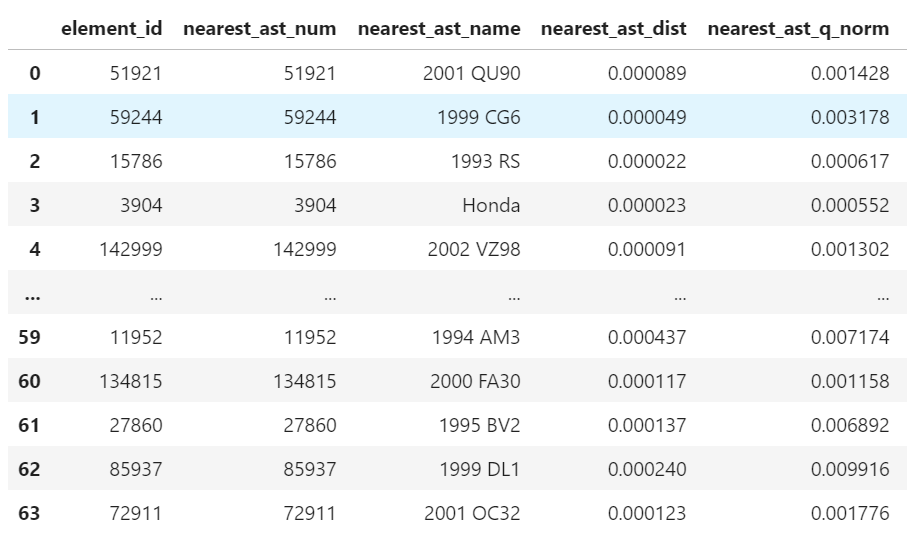 element_id nearest_ast_num nearest_ast_name nearest_ast_dist nearest_ast_q_norm
0 51921 51921 2001 QU90 0.000089 0.001428
1 59244 59244 1999 CG6 0.000049 0.003178
2 15786 15786 1993 RS 0.000022 0.000617
3 3904 3904 Honda 0.000023 0.000552
4 142999 142999 2002 VZ98 0.000091 0.001302
... ... ... ... ... ...
59 11952 11952 1994 AM3 0.000437 0.007174
60 134815 134815 2000 FA30 0.000117 0.001158
61 27860 27860 1995 BV2 0.000137 0.006892
62 85937 85937 1999 DL1 0.000240 0.009916
63 72911 72911 2001 OC32 0.000123 0.001776